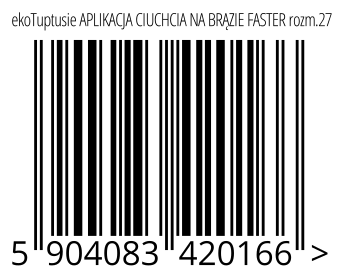 ekoTuptusie APLIKACJA CIUCHCIA NA BRĄZIE FASTER rozm.27
5 904083 420166 >